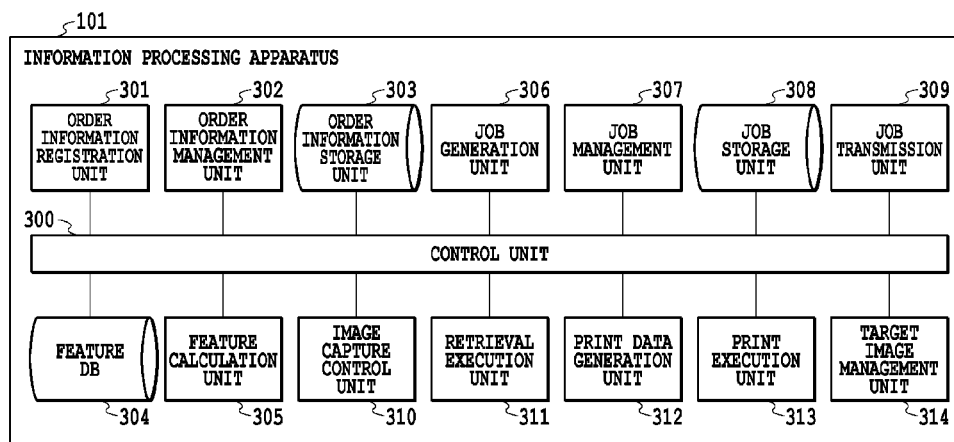 101
INFORMATION PROCESSING APPARATUS
301
302
303
306
307
308
309
ORDER
INFORMATION
REGISTRATION
UNIT
ORDER
INFORMATION
MANAGEMENT
UNIT
ORDER
INFORMATION
STORAGE
UNIT
JOB
GENERATION
UNIT
JOB
MANAGEMENT
UNIT
JOB
STORAGE
UNIT
JOB
TRANSMISSION
UNIT
300
CONTROL UNIT
FEATURE
DB
FEATURE
CALCULATION
UNIT
IMAGE
CAPTURE
CONTROL
UNIT
RETRIEVAL
EXECUTION
UNIT
PRINT DATA
GENERATION
UNIT
PRINT
EXECUTION
UNIT
TARGET
IMAGE
MANAGEMENT
UNIT
304
305
310
311
312
313
314